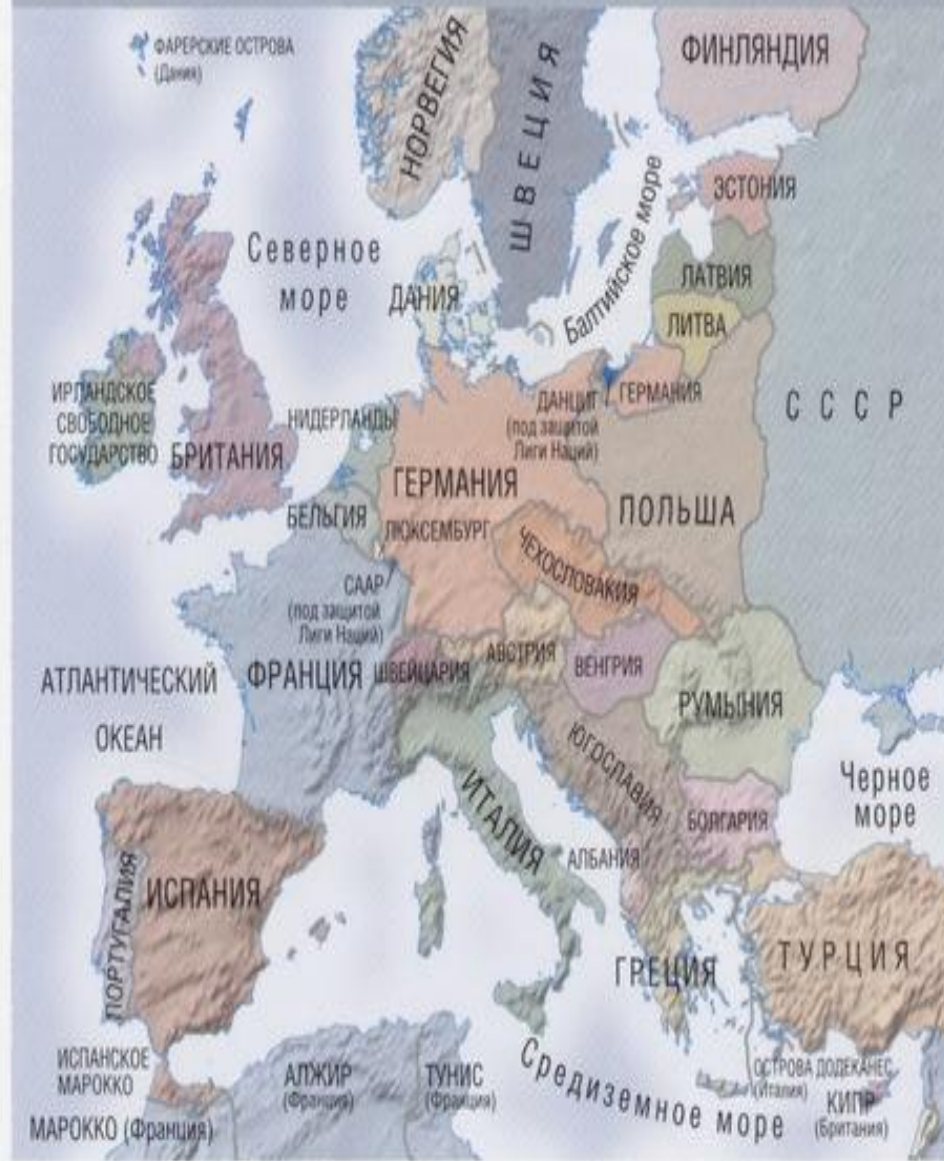 ФАРЕРСКИЕ ОСТРОВА
(Дания)
НОРВЕГИЯ
ШВЕЦИЯ
ФИНЛЯНДИЯ
ЭСТОНИЯ
Северное
море
Балтийское море
ДАНИЯ
ЛАТВИЯ
ЛИТВА
ИРЛАНДСКОЕ
СВОБОДНОЕ
ГОСУДАРСТВО
БРИТАНИЯ
НИДЕРЛАНДЫ
ДАНЦИГ
(под защитой
Лиги Наций)
ГЕРМАНИЯ
СССР
ГЕРМАНИЯ
ПОЛЬША
БЕЛЬГИЯ
ЛЮКСЕМБУРГ
ЧЕХОСЛОВАКИЯ
СААР
(под защитой
Лиги Наций)
АТЛАНТИЧЕСКИЙ
ОКЕАН
ФРАНЦИЯ
ШВЕЙЦАРИЯ
АВСТРИЯ
ВЕНГРИЯ
РУМЫНИЯ
ЮГОСЛАВИЯ
Черное
море
ИТАЛИЯ
БОЛГАРИЯ
АЛБАНИЯ
ПОРТУГАЛИЯ
ИСПАНИЯ
ГРЕЦИЯ
ТУРЦИЯ
ИСПАНСКОЕ
МАРОККО
МАРОККО (Франция)
АЛЖИР
(Франция)
ТУНИС
(Франция)
Средиземное море
ОСТРОВА ДОДЕКАНЕС
(Италия)
КИПР
(Британия)